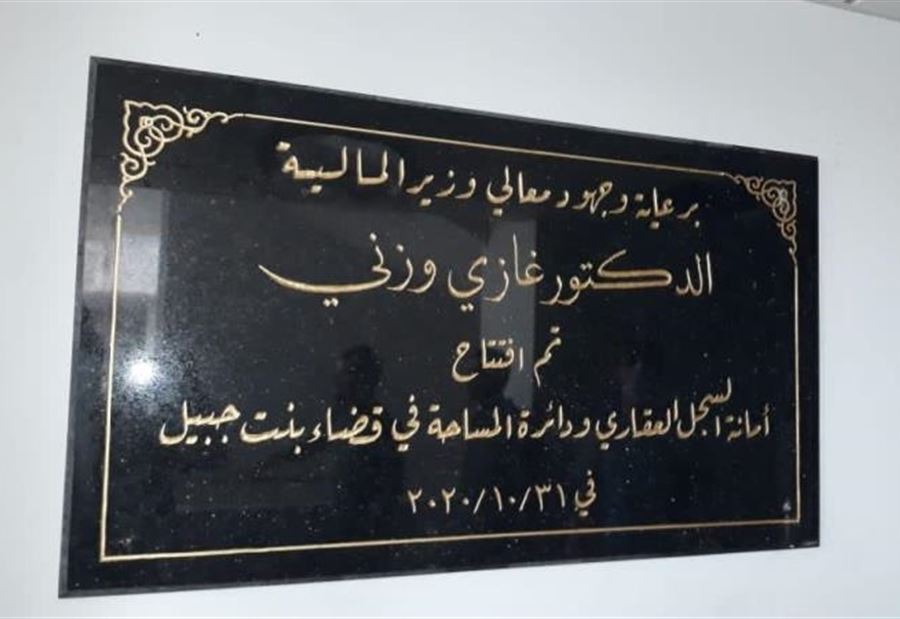 برعاية وجهود معالي وزير المالية
الدكتور غازي وزني
تم افتتاح
أمانة السجل العقاري ودائرة المساحة في قضاء بنت جبيل
في ٢٠٢٠/١٠/٣١